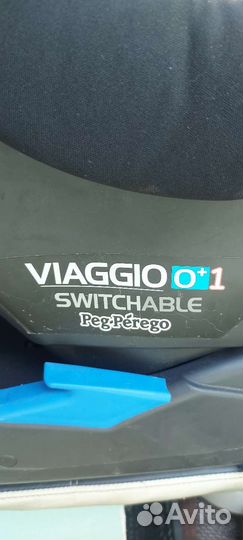 VIAGGIO 0+1
SWITCHABLE
Peg-Pérego
Avito